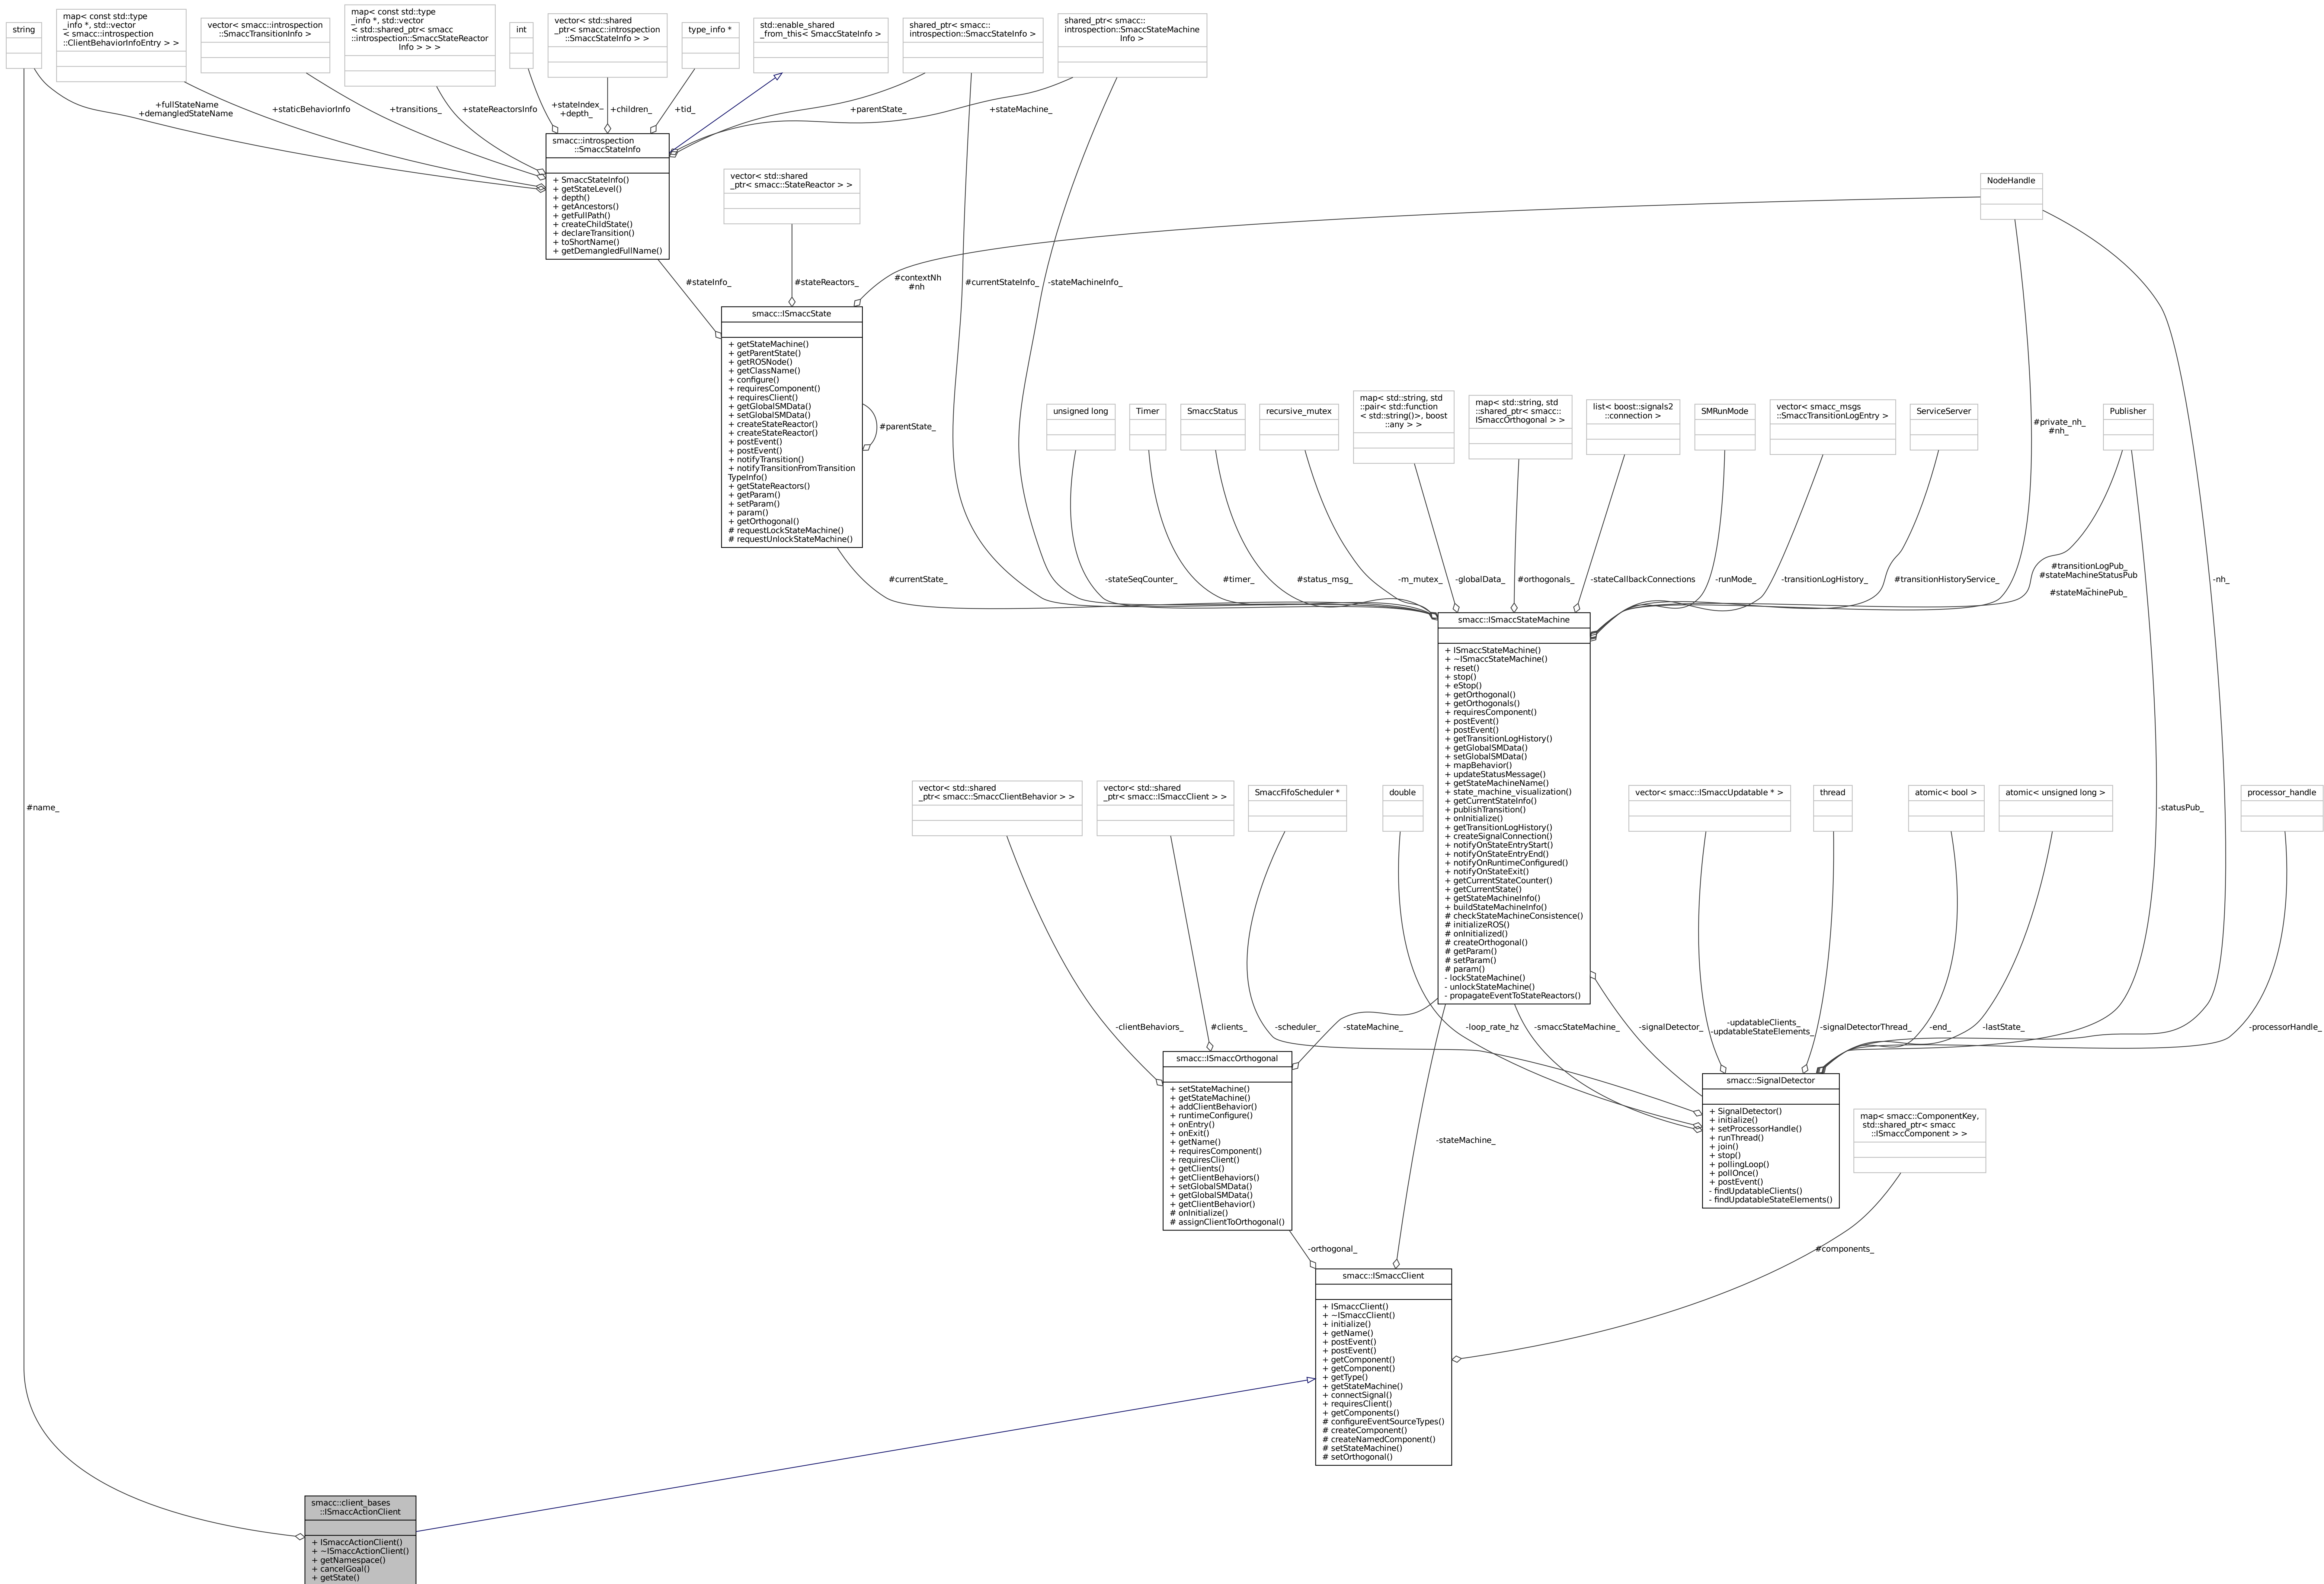 string
map< const std::type
_info *, std::vector
< smacc::introspection
::ClientBehaviorInfoEntry > >
vector< smacc::introspection
::SmaccTransitionInfo >
map< const std::type
_info *, std::vector
< std::shared_ptr< smacc
::introspection::SmaccStateReactor
Info > > >
int
vector< std::shared
_ptr< smacc::introspection
::SmaccStateInfo > >
type_info *
std::enable_shared
_from_this< SmaccStateInfo >
shared_ptr< smacc::
introspection::SmaccStateInfo >
shared_ptr< smacc::
introspection::SmaccStateMachine
Info >
+fullStateName
+demangledStateName
+staticBehaviorInfo
+transitions_
+stateReactorsInfo
+stateIndex_
+depth_
+children_
+tid_
+parentState_
+stateMachine_
smacc::introspection
::SmaccStateInfo
+ SmaccStateInfo()
+ getStateLevel()
+ depth()
+ getAncestors()
+ getFullPath()
+ createChildState()
+ declareTransition()
+ toShortName()
+ getDemangledFullName()
vector< std::shared
_ptr< smacc::StateReactor > >
NodeHandle
#stateInfo_
#stateReactors_
#contextNh
#nh
#currentStateInfo_
-stateMachineInfo_
smacc::ISmaccState
+ getStateMachine()
+ getParentState()
+ getROSNode()
+ getClassName()
+ configure()
+ requiresComponent()
+ requiresClient()
+ getGlobalSMData()
+ setGlobalSMData()
+ createStateReactor()
+ createStateReactor()
+ postEvent()
+ postEvent()
+ notifyTransition()
+ notifyTransitionFromTransition
TypeInfo()
+ getStateReactors()
+ getParam()
+ setParam()
+ param()
+ getOrthogonal()
# requestLockStateMachine()
# requestUnlockStateMachine()
#parentState_
unsigned long
Timer
SmaccStatus
recursive_mutex
map< std::string, std
::pair< std::function
< std::string()>, boost
::any > >
map< std::string, std
::shared_ptr< smacc::
ISmaccOrthogonal > >
list< boost::signals2
::connection >
SMRunMode
vector< smacc_msgs
::SmaccTransitionLogEntry >
ServiceServer
#private_nh_
#nh_
Publisher
#currentState_
-stateSeqCounter_
#timer_
#status_msg_
-m_mutex_
-globalData_
#orthogonals_
-stateCallbackConnections
-runMode_
-transitionLogHistory_
#transitionHistoryService_
#transitionLogPub_
#stateMachineStatusPub
_
#stateMachinePub_
-nh_
smacc::ISmaccStateMachine
+ ISmaccStateMachine()
+ ~ISmaccStateMachine()
+ reset()
+ stop()
+ eStop()
+ getOrthogonal()
+ getOrthogonals()
+ requiresComponent()
+ postEvent()
+ postEvent()
+ getTransitionLogHistory()
+ getGlobalSMData()
+ setGlobalSMData()
+ mapBehavior()
+ updateStatusMessage()
+ getStateMachineName()
+ state_machine_visualization()
+ getCurrentStateInfo()
+ publishTransition()
+ onInitialize()
+ getTransitionLogHistory()
+ createSignalConnection()
+ notifyOnStateEntryStart()
+ notifyOnStateEntryEnd()
+ notifyOnRuntimeConfigured()
+ notifyOnStateExit()
+ getCurrentStateCounter()
+ getCurrentState()
+ getStateMachineInfo()
+ buildStateMachineInfo()
# checkStateMachineConsistence()
# initializeROS()
# onInitialized()
# createOrthogonal()
# getParam()
# setParam()
# param()
- lockStateMachine()
- unlockStateMachine()
- propagateEventToStateReactors()
#name_
vector< std::shared
_ptr< smacc::SmaccClientBehavior > >
vector< std::shared
_ptr< smacc::ISmaccClient > >
SmaccFifoScheduler *
double
vector< smacc::ISmaccUpdatable * >
thread
atomic< bool >
atomic< unsigned long >
-statusPub_
processor_handle
-clientBehaviors_
#clients_
-scheduler_
-stateMachine_
-loop_rate_hz
-smaccStateMachine_
-signalDetector_
-updatableClients_
-updatableStateElements_
-signalDetectorThread_
-end_
-lastState_
-processorHandle_
smacc::ISmaccOrthogonal
+ setStateMachine()
+ getStateMachine()
+ addClientBehavior()
+ runtimeConfigure()
+ onEntry()
+ onExit()
+ getName()
+ requiresComponent()
+ requiresClient()
+ getClients()
+ getClientBehaviors()
+ setGlobalSMData()
+ getGlobalSMData()
+ getClientBehavior()
# onInitialize()
# assignClientToOrthogonal()
-stateMachine_
smacc::SignalDetector
+ SignalDetector()
+ initialize()
+ setProcessorHandle()
+ runThread()
+ join()
+ stop()
+ pollingLoop()
+ pollOnce()
+ postEvent()
- findUpdatableClients()
- findUpdatableStateElements()
map< smacc::ComponentKey,
std::shared_ptr< smacc
::ISmaccComponent > >
-orthogonal_
#components_
smacc::ISmaccClient
+ ISmaccClient()
+ ~ISmaccClient()
+ initialize()
+ getName()
+ postEvent()
+ postEvent()
+ getComponent()
+ getComponent()
+ getType()
+ getStateMachine()
+ connectSignal()
+ requiresClient()
+ getComponents()
# configureEventSourceTypes()
# createComponent()
# createNamedComponent()
# setStateMachine()
# setOrthogonal()
smacc::client_bases
::ISmaccActionClient
+ ISmaccActionClient()
+ ~ISmaccActionClient()
+ getNamespace()
+ cancelGoal()
+ getState()